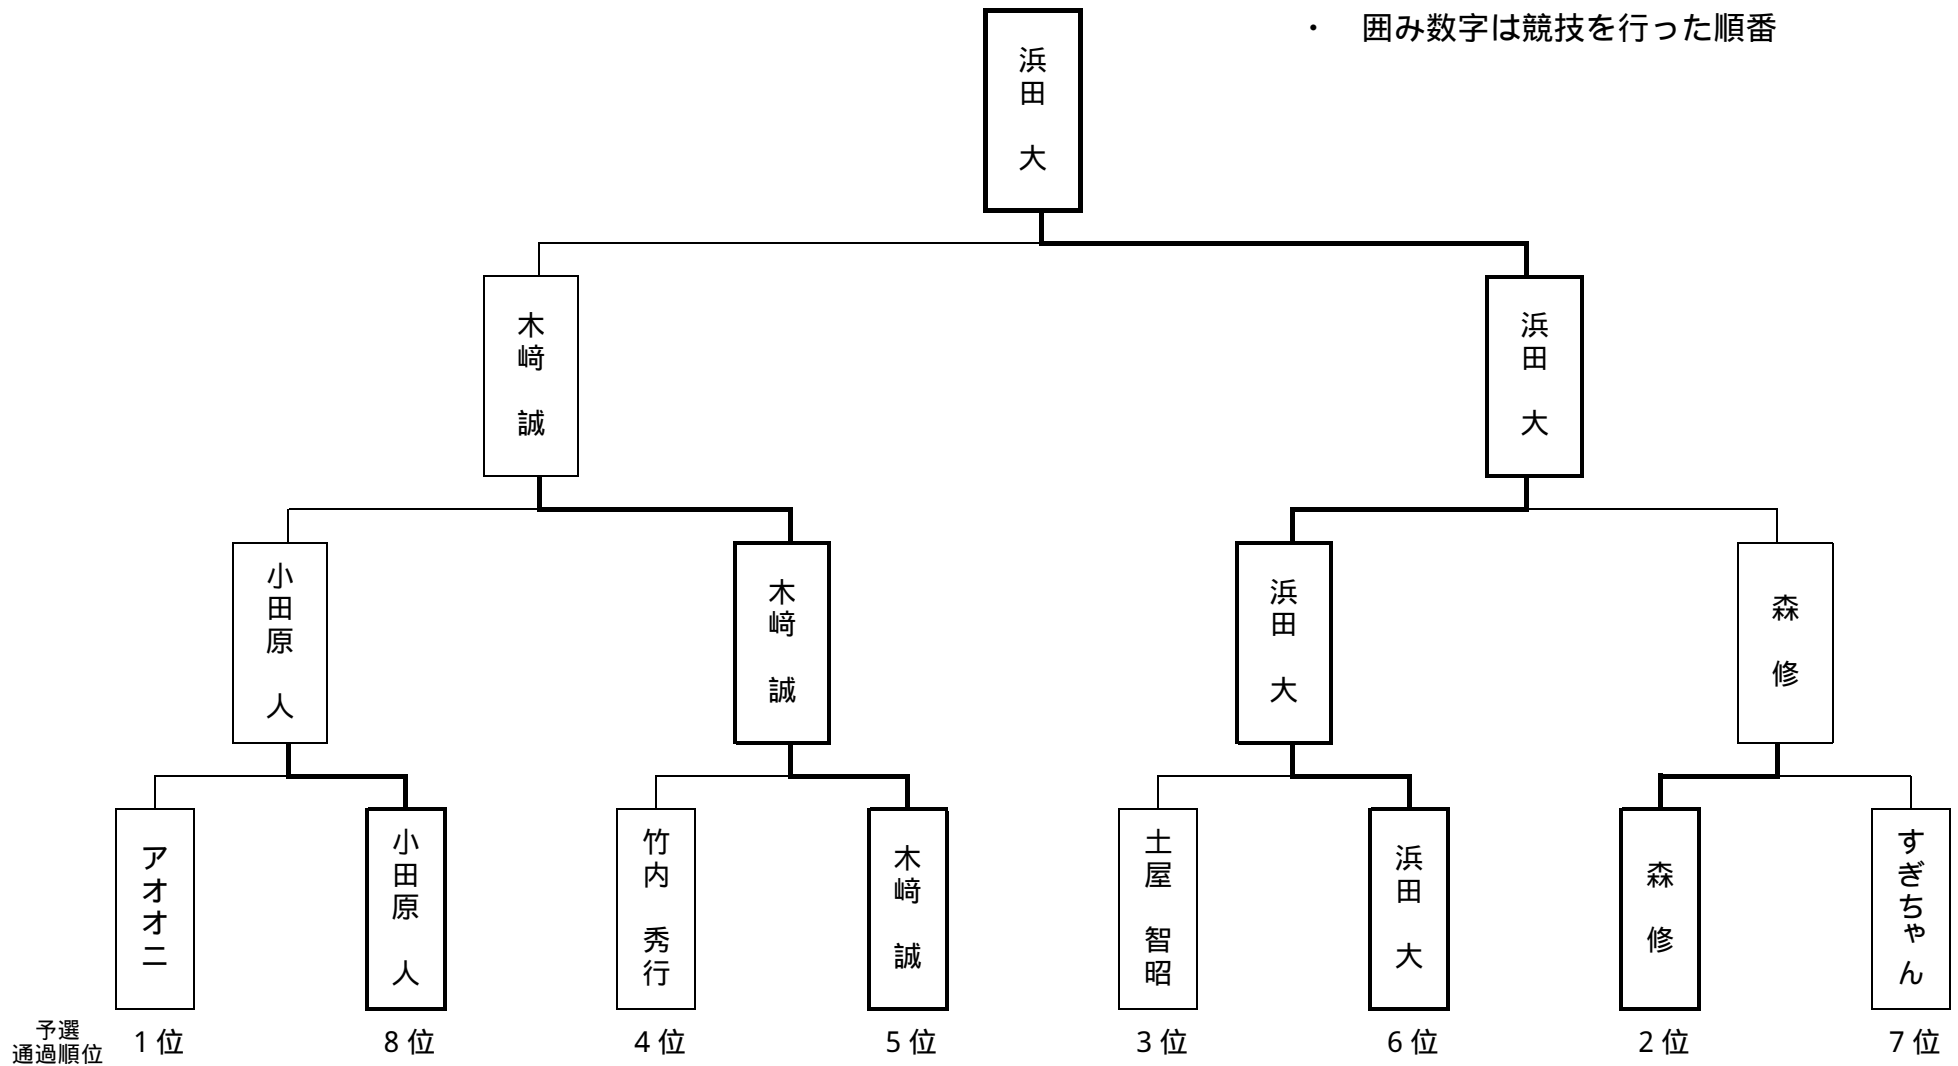 ・　囲み数字は競技を行った順番
浜田　大
木﨑　誠
浜田　大
小田原　人
木﨑　誠
浜田　大
森　修
アオオニ
小田原　人
竹内　秀行
木﨑　誠
土屋　智昭
浜田　大
森　修
すぎちゃん
予選
通過順位
1 位
8 位
4 位
5 位
3 位
6 位
2 位
7 位